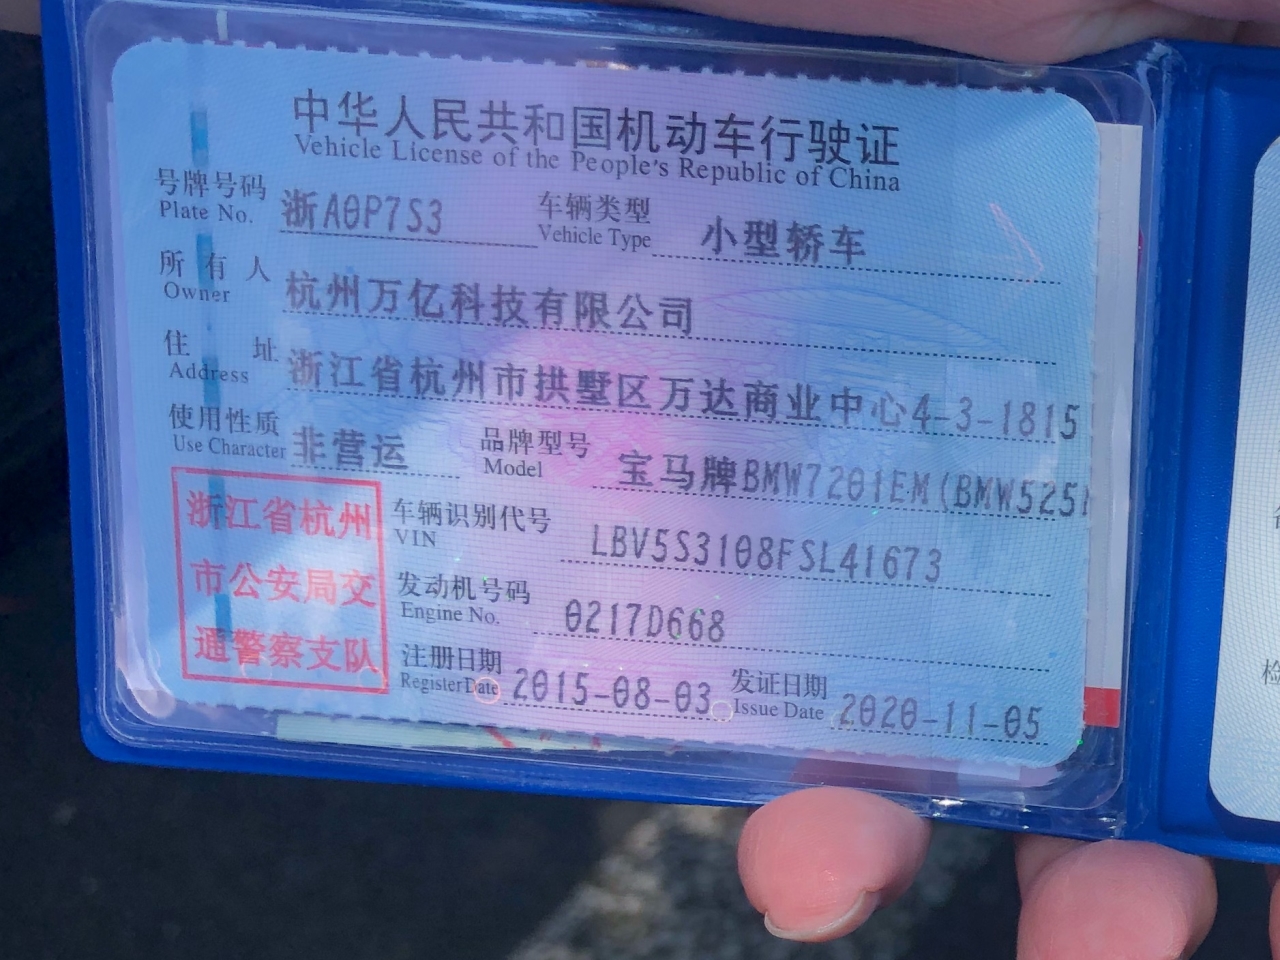 中华人民共和国机动车行驶证
Vehicle License of the People's Republic of China
号牌号码 浙A0P7S3 车辆类型 小型轿车
Plate No. Vehicle Type
所有人 杭州万亿科技有限公司
Owner
住址 浙江省杭州市拱墅区万达商业中心4-3-1815
Address
使用性质 非营运 品牌型号 宝马牌BMW7201EM(BMW525
Use Character Model
浙江省杭州
市公安局交
通警察支队
车辆识别代号 LBV5S3108FSL41673
VIN
发动机号码 0217D668
Engine No.
注册日期 2015-08-03 发证日期 2020-11-05
Register Date Issue Date
检